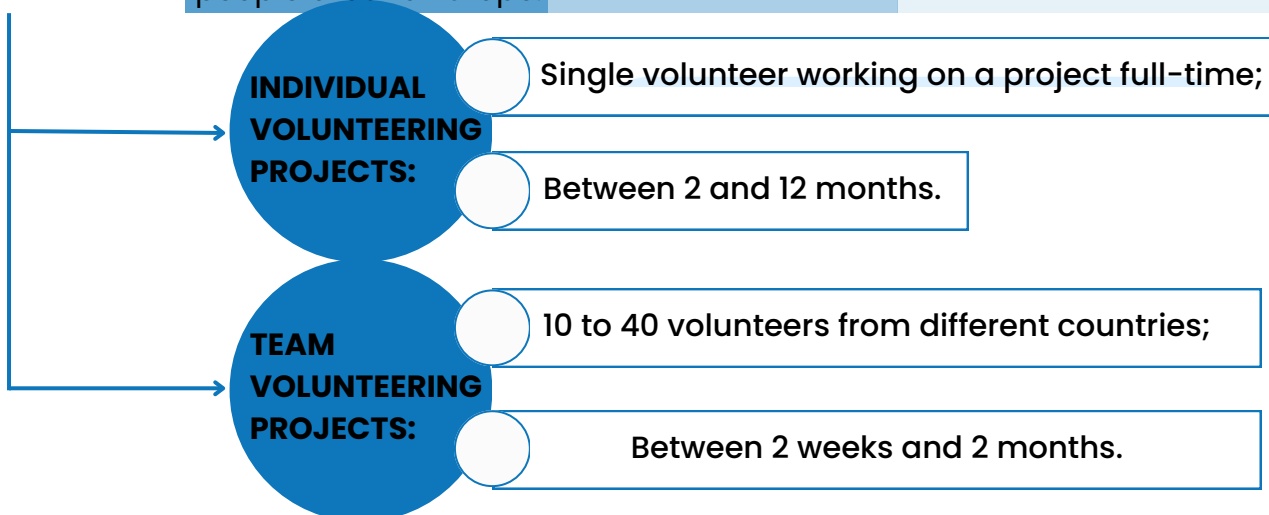 INDIVIDUAL
VOLUNTEERING
PROJECTS:
Single volunteer working on a project full-time;
Between 2 and 12 months.
TEAM
VOLUNTEERING
PROJECTS:
10 to 40 volunteers from different countries;
Between 2 weeks and 2 months.